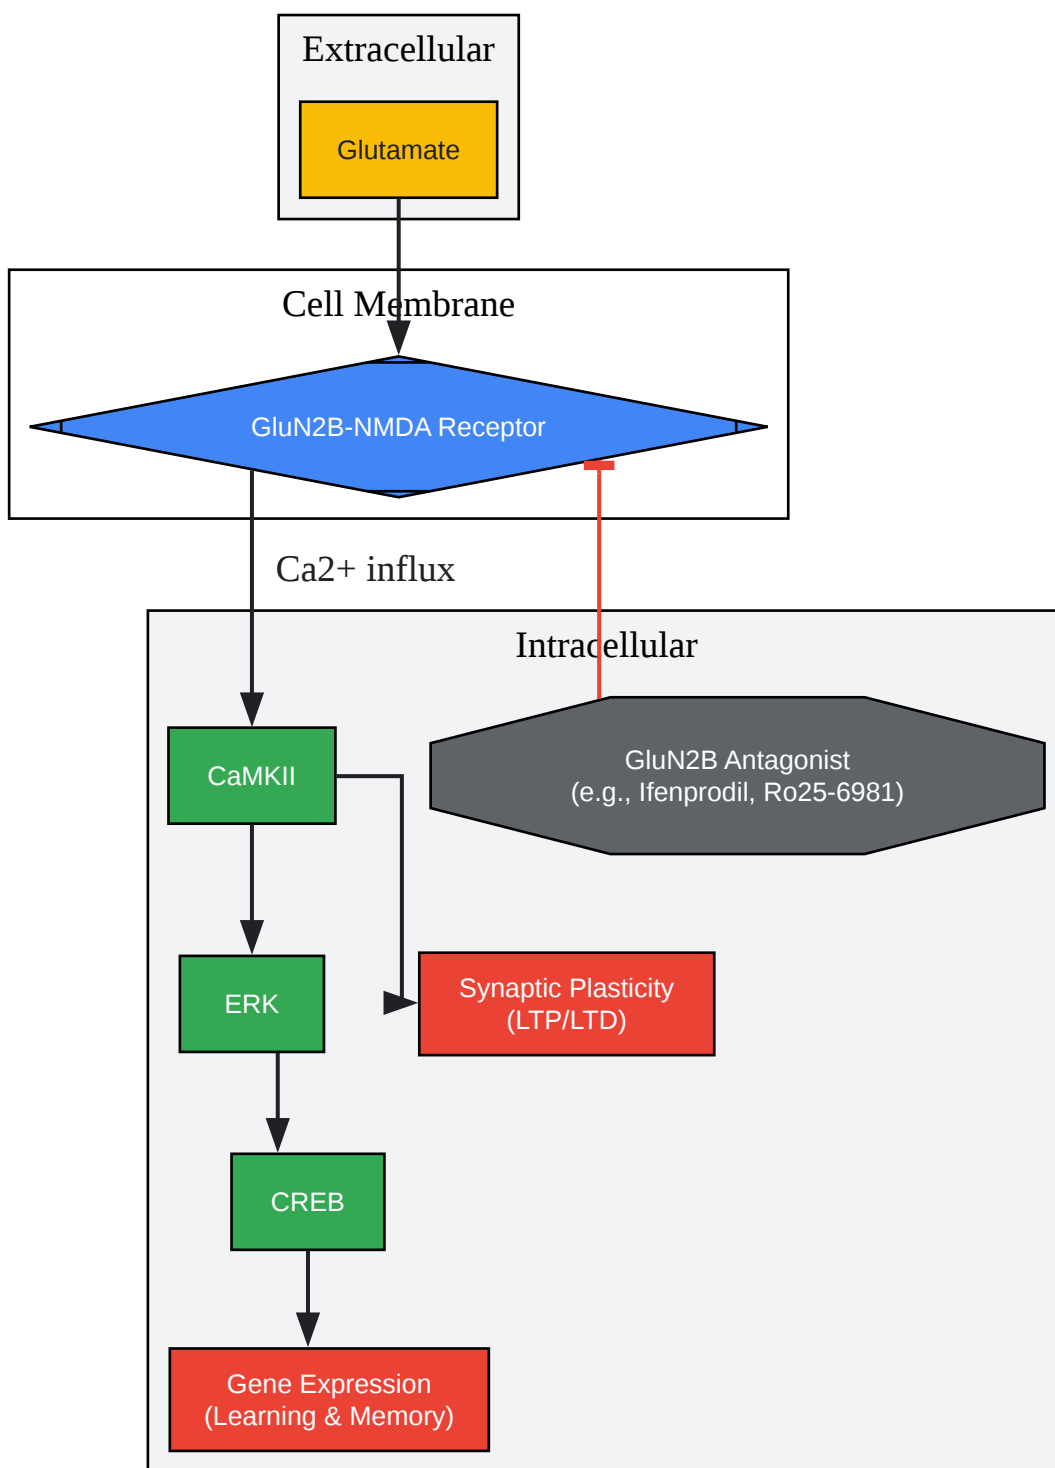 Extracellular
Glutamate
Cell Membrane
GluN2B-NMDA Receptor
Ca2+ influx
Intracellular
CaMKII
GluN2B Antagonist
(e.g., Ifenprodil, Ro25-6981)
ERK
Synaptic Plasticity
(LTP/LTD)
CREB
Gene Expression
(Learning & Memory)